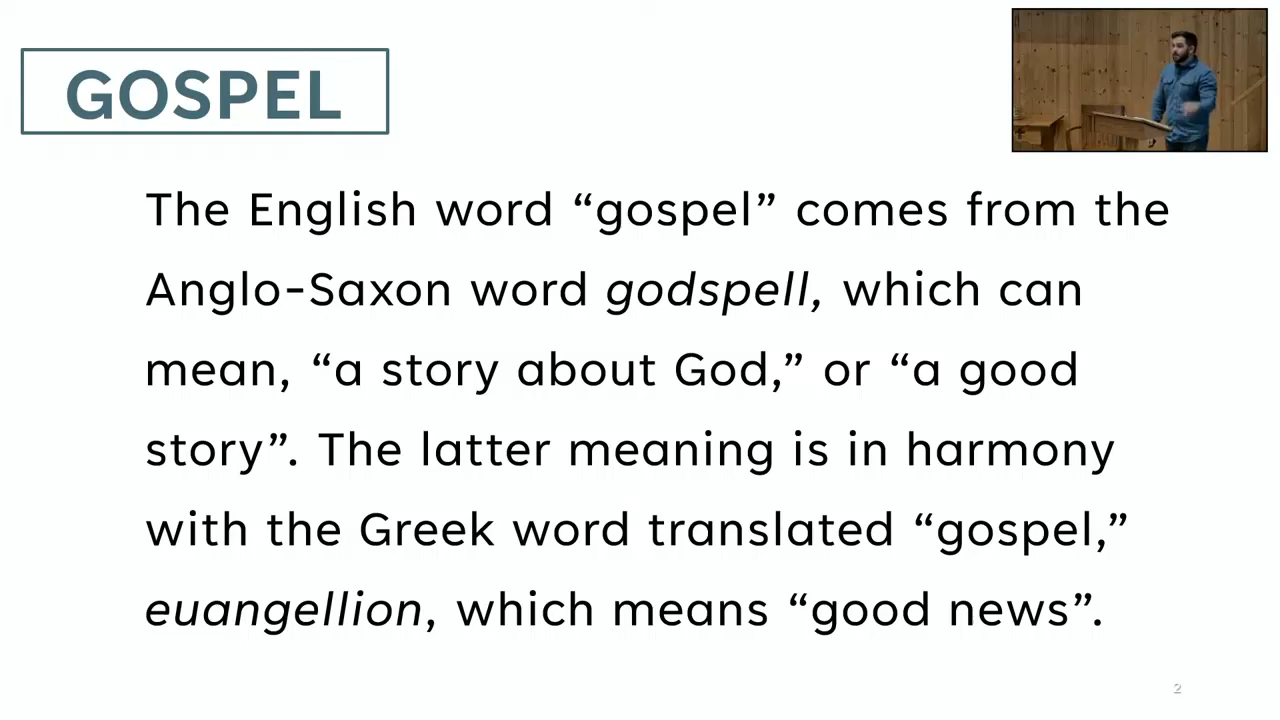 GOSPEL
The English word “gospel” comes from the
Anglo-Saxon word godspell, which can
mean, “a story about God,” or “a good
story”. The latter meaning is in harmony
with the Greek word translated “gospel,”
euangellion, which means “good news”.
2